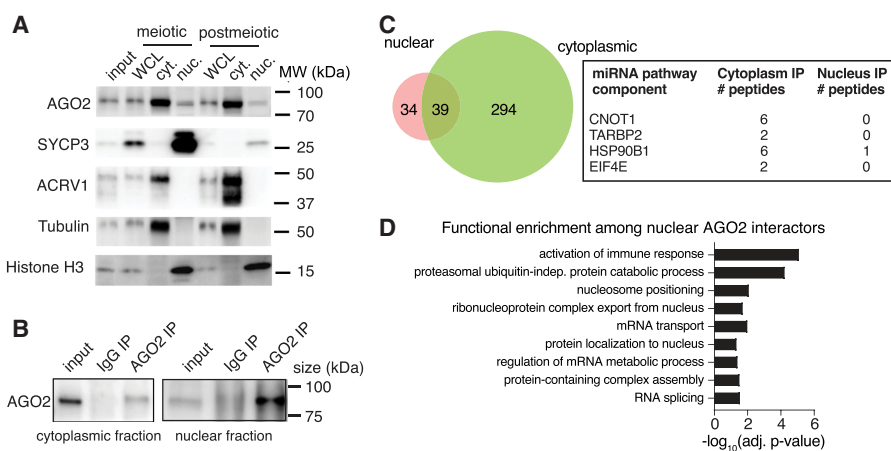 A
meiotic postmeiotic
input WCL cyt. nuc. WCL cyt. nuc.
MW (kDa)
AGO2
100
70
SYCP3
25
ACRV1
50
37
Tubulin
50
Histone H3
15
B
input IgG IP AGO2 IP input IgG IP AGO2 IP
size (kDa)
AGO2
100
75
cytoplasmic fraction nuclear fraction
C
nuclear
cytoplasmic
34 39 294
miRNA pathway Cytoplasm IP Nucleus IP
component # peptides # peptides
CNOT1 6 0
TARBP2 2 0
HSP90B1 6 1
EIF4E 2 0
D
Functional enrichment among nuclear AGO2 interactors
activation of immune response
proteasomal ubiquitin-indep. protein catabolic process
nucleosome positioning
ribonucleoprotein complex export from nucleus
mRNA transport
protein localization to nucleus
regulation of mRNA metabolic process
protein-containing complex assembly
RNA splicing
0 2 4 6
-log10(adj. p-value)